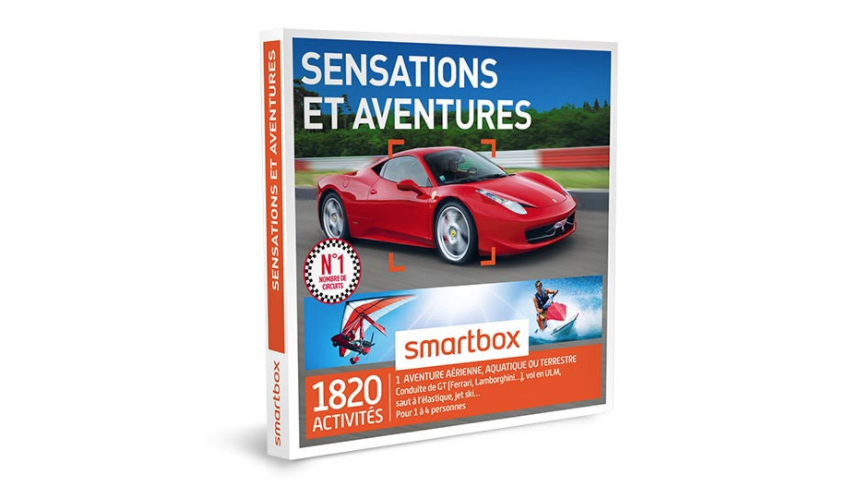 SENSATIONS ET AVENTURES
smartbox
SENSATIONS
ET AVENTURES
N°1
NOMBRE DE
CIRCUITS
smartbox
1820
ACTIVITÉS
1 AVENTURE AÉRIENNE, AQUATIQUE OU TERRESTRE
Conduite de GT (Ferrari, Lamborghini...), vol en ULM,
saut à l'élastique, jet ski...
Pour 1 à 4 personnes